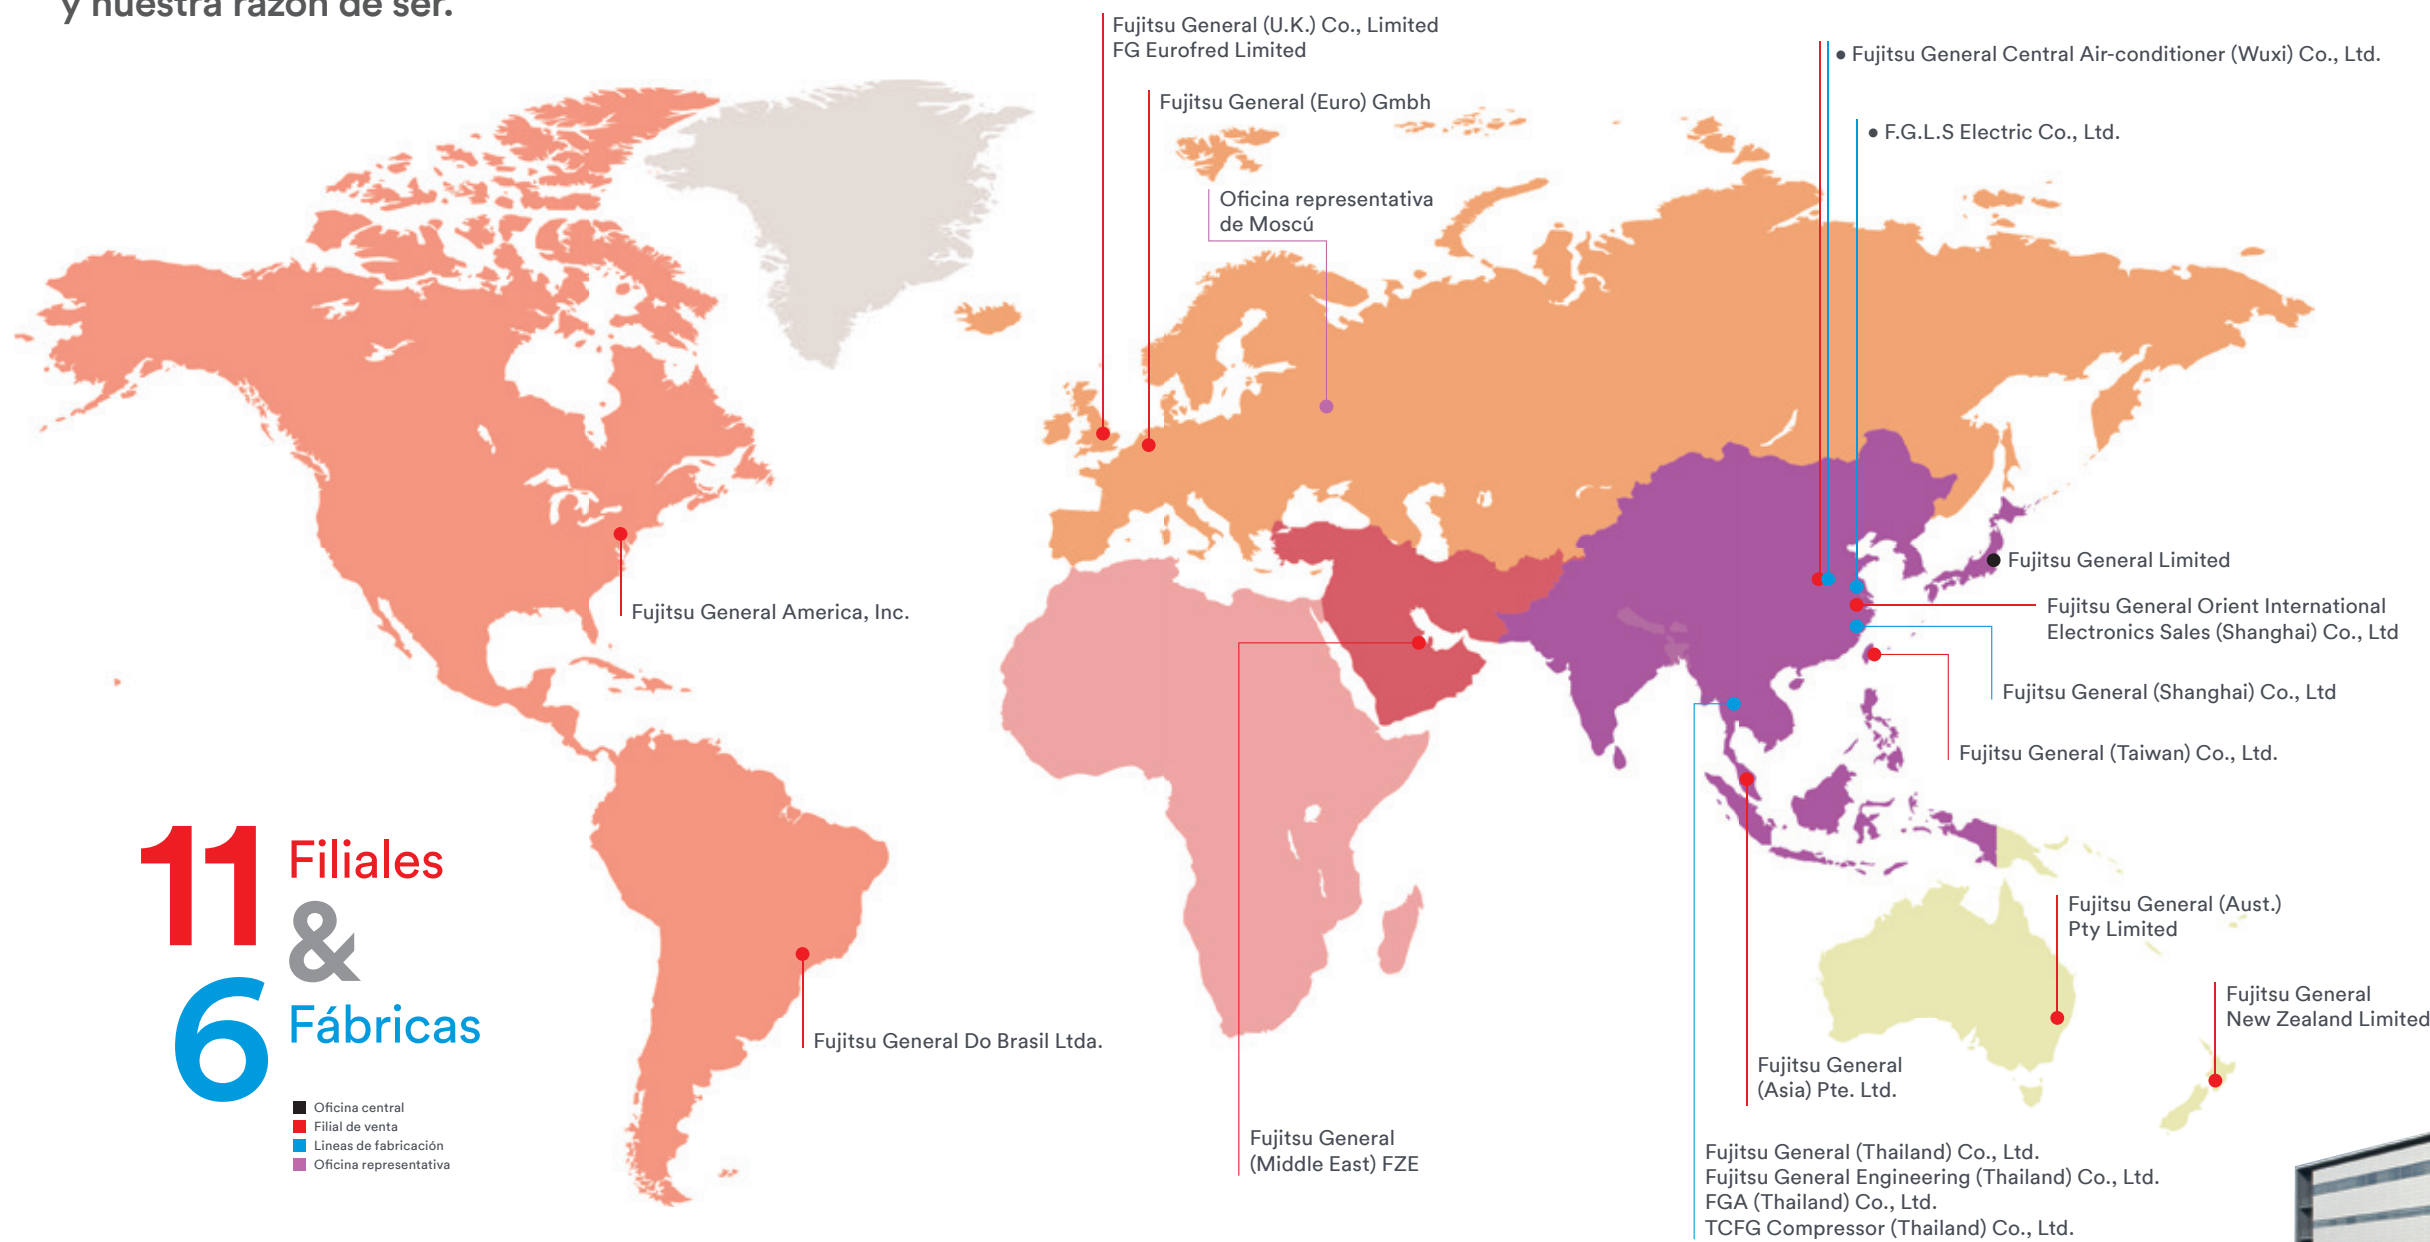 y nuestra razón de ser.
Fujitsu General (U.K.) Co., Limited
FG Eurofred Limited
Fujitsu General (Euro) Gmbh
Oficina representativa
de Moscú
• Fujitsu General Central Air-conditioner (Wuxi) Co., Ltd.
• F.G.L.S Electric Co., Ltd.
Fujitsu General Limited
Fujitsu General Orient International
Electronics Sales (Shanghai) Co., Ltd
Fujitsu General (Shanghai) Co., Ltd
Fujitsu General (Taiwan) Co., Ltd.
Fujitsu General America, Inc.
Fujitsu General Do Brasil Ltda.
Fujitsu General
(Middle East) FZE
Fujitsu General
(Asia) Pte. Ltd.
Fujitsu General (Aust.)
Pty Limited
Fujitsu General
New Zealand Limited
Fujitsu General (Thailand) Co., Ltd.
Fujitsu General Engineering (Thailand) Co., Ltd.
FGA (Thailand) Co., Ltd.
TCFG Compressor (Thailand) Co., Ltd.
11 Filiales
&
6 Fábricas
Oficina central
Filial de venta
Lineas de fabricación
Oficina representativa